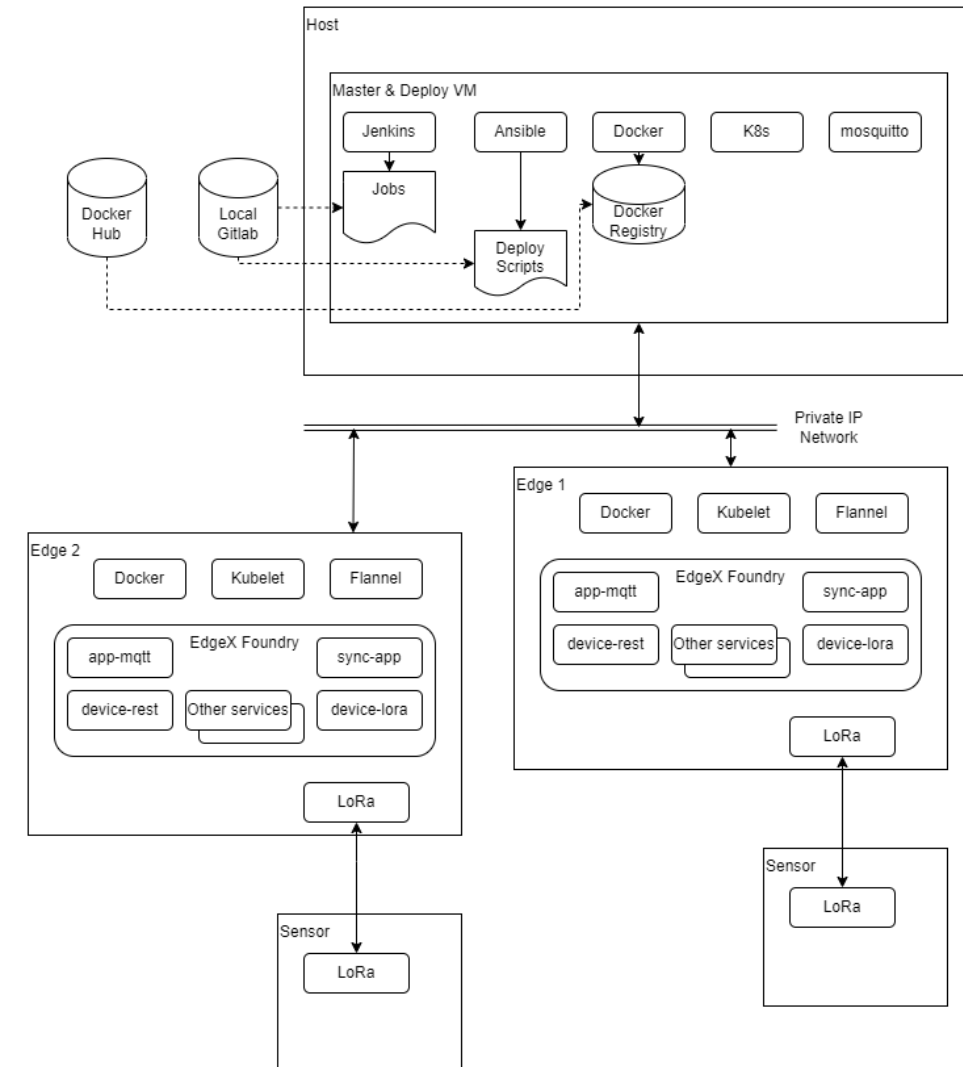 Host
Master & Deploy VM
Jenkins
Ansible
Docker
K8s
mosquitto
Jobs
Docker
Hub
Local
Gitlab
Docker
Registry
Deploy
Scripts
Private IP
Network
Edge 1
Docker
Kubelet
Flannel
EdgeX Foundry
app-mqtt
sync-app
device-rest
Other services
device-lora
LoRa
Edge 2
Docker
Kubelet
Flannel
EdgeX Foundry
app-mqtt
sync-app
device-rest
Other services
device-lora
LoRa
Sensor
LoRa
Sensor
LoRa